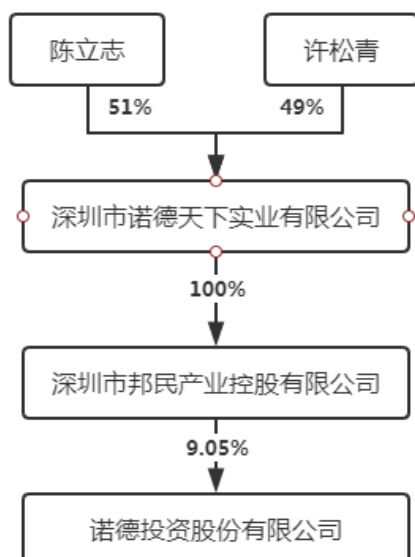 陈立志
许松青
51%
49%
深圳市诺德天下实业有限公司
100%
深圳市邦民产业控股有限公司
9.05%
诺德投资股份有限公司